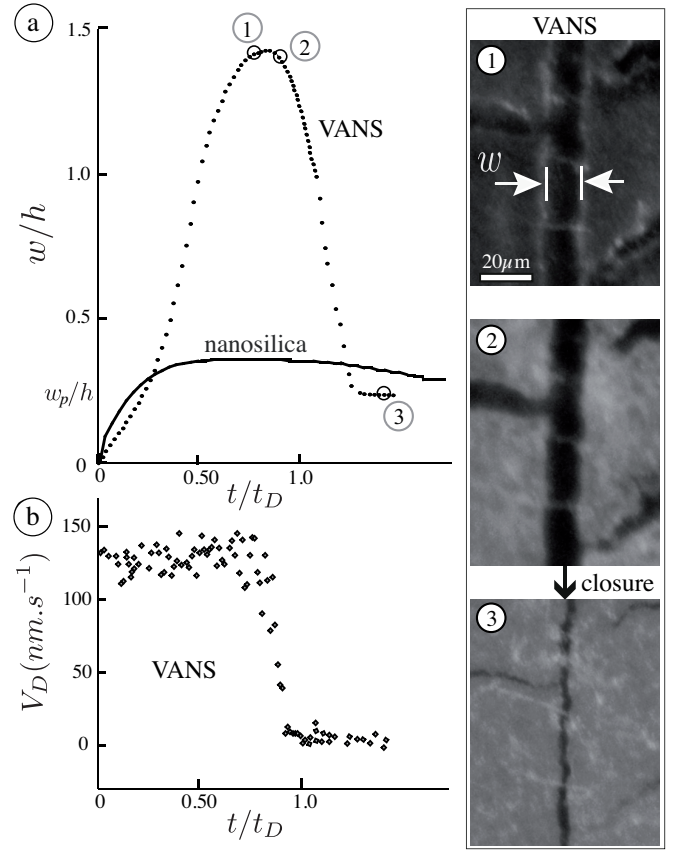 a
1.5
1.0
0.5
w_p/h
0
w/h
1
2
VANS
nanosilica
3
0 0.50 1.0
t/t_D
b
150
100
50
0
V_D(nm.s^{-1})
VANS
0 0.50 1.0
t/t_D
VANS
1
w
20μm
2
closure
3